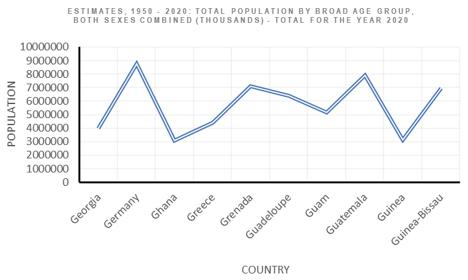 ESTIMATES, 1950 - 2020: TOTAL POPULATION BY BROAD AGE GROUP,
BOTH SEXES COMBINED (THOUSANDS) - TOTAL FOR THE YEAR 2020
POPULATION
10000000
9000000
8000000
7000000
6000000
5000000
4000000
3000000
2000000
1000000
0
Georgia
Germany
Ghana
Greece
Grenada
Guadeloupe
Guam
Guatemala
Guinea
Guinea-Bissau
COUNTRY